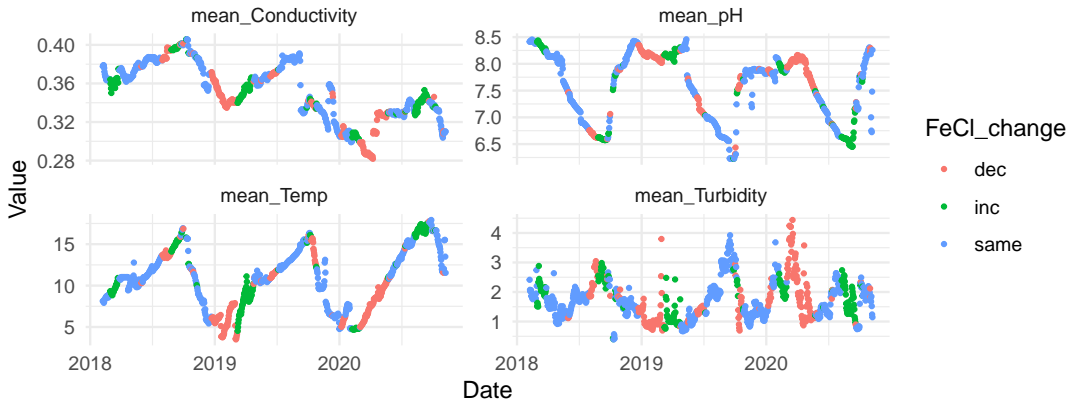 mean_Conductivity
mean_pH
0.40
0.36
0.32
0.28
8.5
8.0
7.5
7.0
6.5
mean_Temp
mean_Turbidity
15
10
5
4
3
2
1
2018
2019
2020
2018
2019
2020
Value
Date
FeCl_change
dec
inc
same